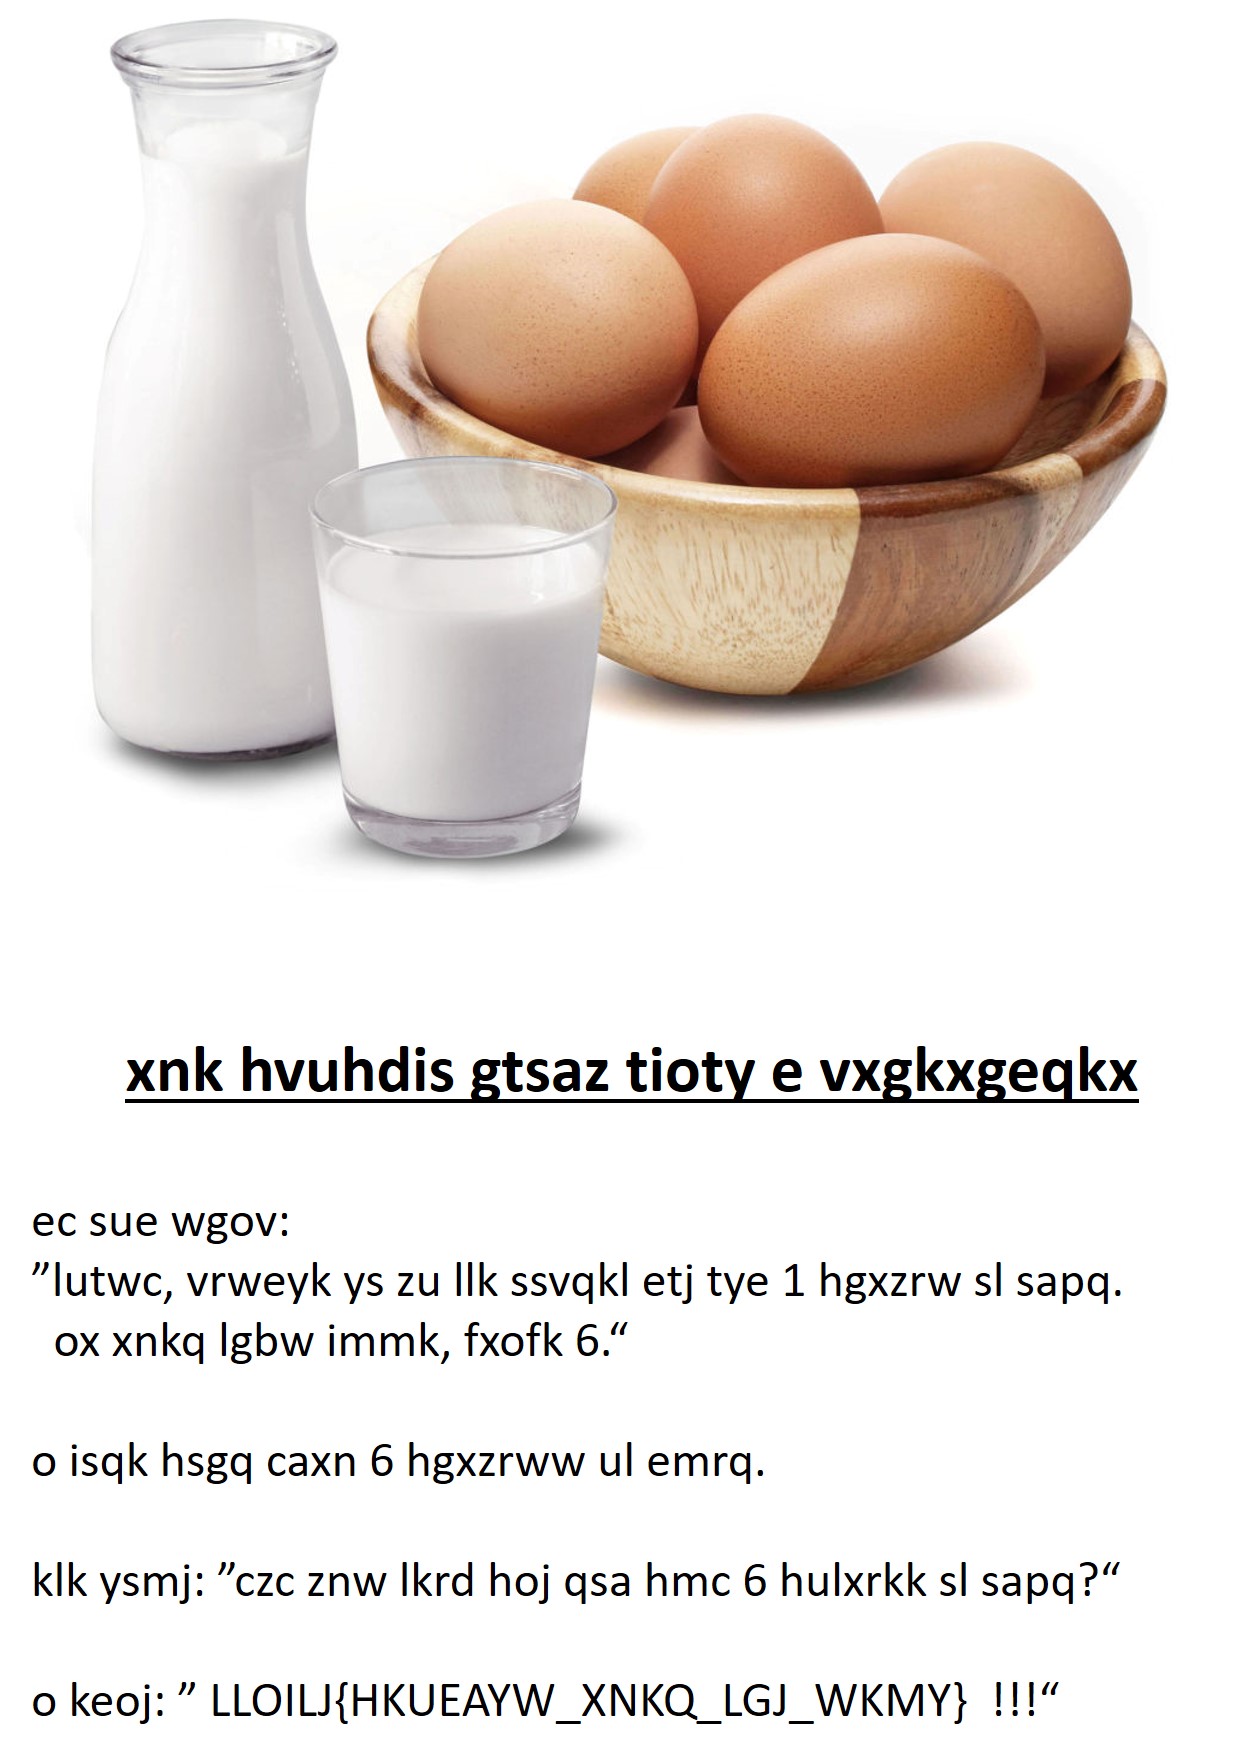 xnk hvuhdis gtsaz tioty e vxgkxgeqkx
ec sue wgov:
”lutwc, vrweyk ys zu llk ssvqkl etj tye 1 hgxzrw sl sapq.
ox xnkq lgbw immk, fxofk 6.“
o isqk hsgq caxn 6 hgxzrww ul emrq.
klk ysmj: ”czc znw lkrd hoj qsa hmc 6 hulxrkk sl sapq?“
o keoj: ” LLOILJ{HKUEAYW_XNKQ_LGJ_WKMY}  !!!“